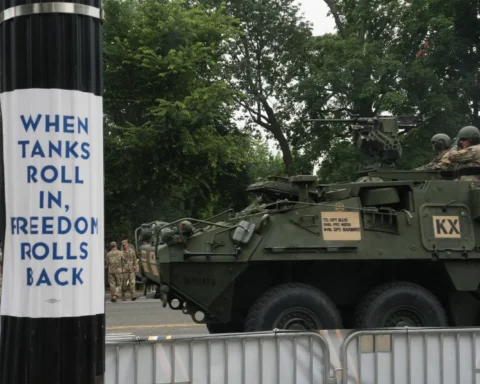 WHEN
TANKS
ROLL
IN,
FREEDOM
ROLLS
BACK
KX